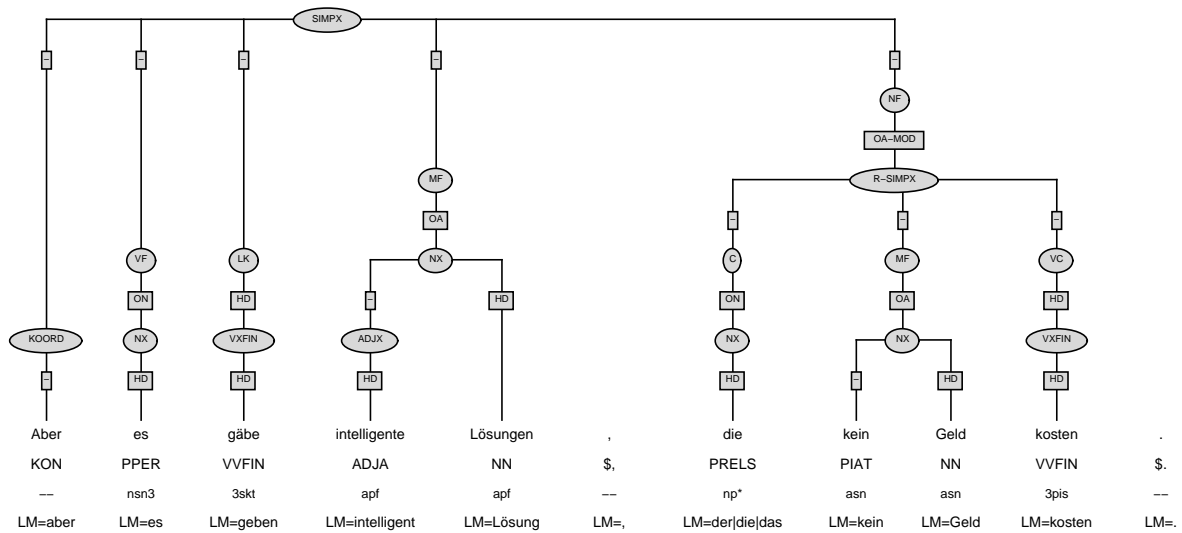 SIMPX
– – – – –
NF
OA–MOD
MF R–SIMPX
OA – – –
VF LK NX C MF VC
ON HD – HD ON OA HD
KOORD NX VXFIN ADJX NX NX VXFIN
– HD HD HD HD – HD HD
Aber es gäbe intelligente Lösungen , die kein Geld kosten .
KON PPER VVFIN ADJA NN $, PRELS PIAT NN VVFIN $.
–– nsn3 3skt apf apf –– np* asn asn 3pis ––
LM=aber LM=es LM=geben LM=intelligent LM=Lösung LM=, LM=der|die|das LM=kein LM=Geld LM=kosten LM=.